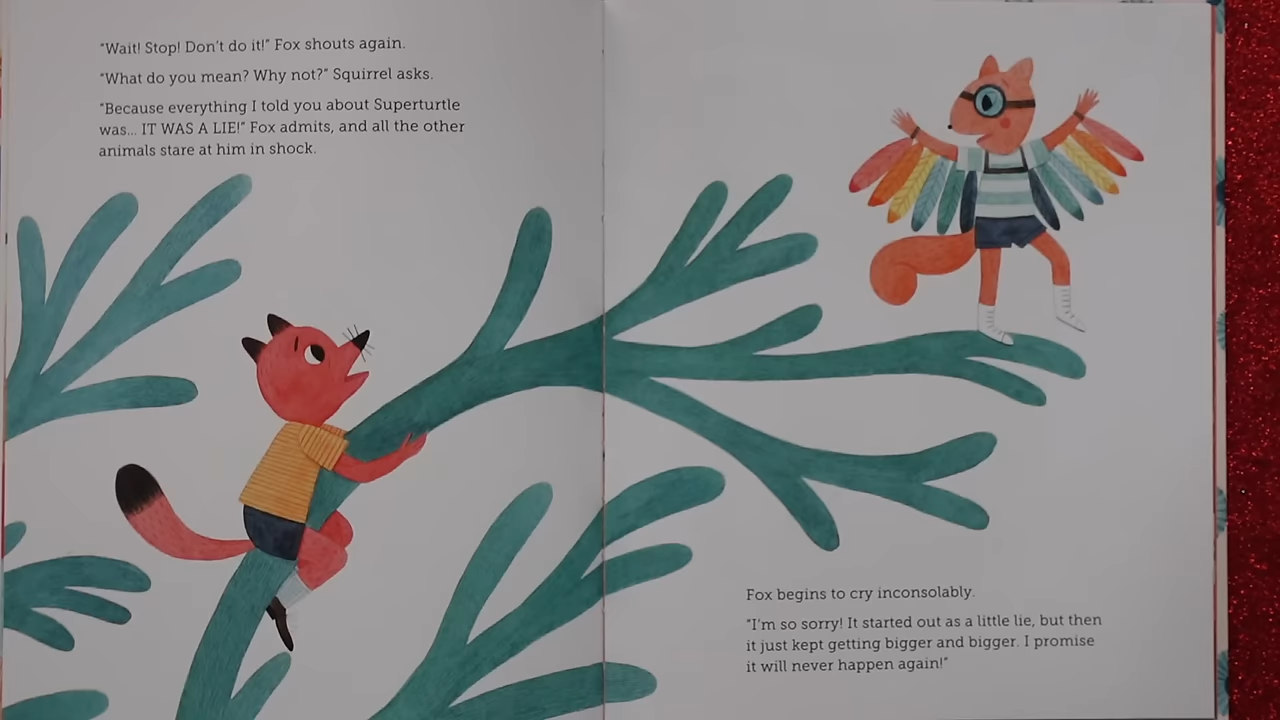 “Wait! Stop! Don’t do it!” Fox shouts again.
“What do you mean? Why not?” Squirrel asks.
“Because everything I told you about Superturtle
was... IT WAS A LIE!” Fox admits, and all the other
animals stare at him in shock.
Fox begins to cry inconsolably.
“I’m so sorry! It started out as a little lie, but then
it just kept getting bigger and bigger. I promise
it will never happen again!”